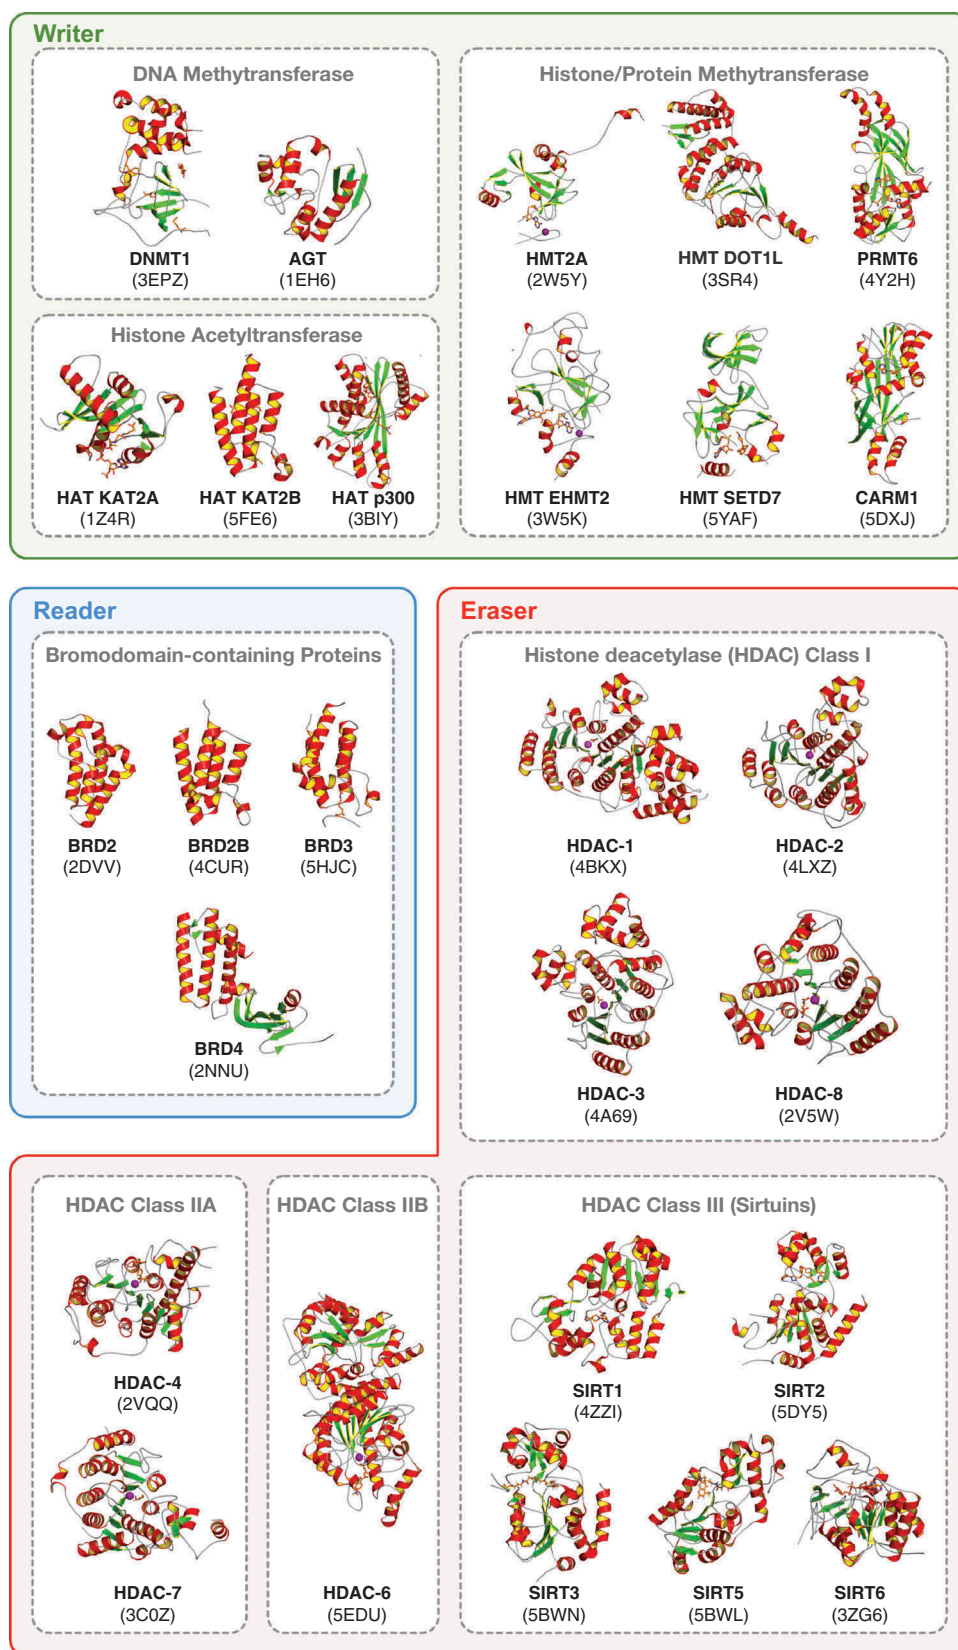 Writer
DNA Methytransferase
DNMT1
(3EPZ)
AGT
(1EH6)
Histone Acetyltransferase
HAT KAT2A
(1Z4R)
HAT KAT2B
(5FE6)
HAT p300
(3BIY)
Histone/Protein Methytransferase
HMT2A
(2W5Y)
HMT DOT1L
(3SR4)
PRMT6
(4Y2H)
HMT EHMT2
(3W5K)
HMT SETD7
(5YAF)
CARM1
(5DXJ)
Reader
Bromodomain-containing Proteins
BRD2
(2DVV)
BRD2B
(4CUR)
BRD3
(5HJC)
BRD4
(2NNU)
Eraser
Histone deacetylase (HDAC) Class I
HDAC-1
(4BKX)
HDAC-2
(4LXZ)
HDAC-3
(4A69)
HDAC-8
(2V5W)
HDAC Class IIA
HDAC-4
(2VQQ)
HDAC-7
(3C0Z)
HDAC Class IIB
HDAC-6
(5EDU)
HDAC Class III (Sirtuins)
SIRT1
(4ZZI)
SIRT2
(5DY5)
SIRT3
(5BWN)
SIRT5
(5BWL)
SIRT6
(3ZG6)